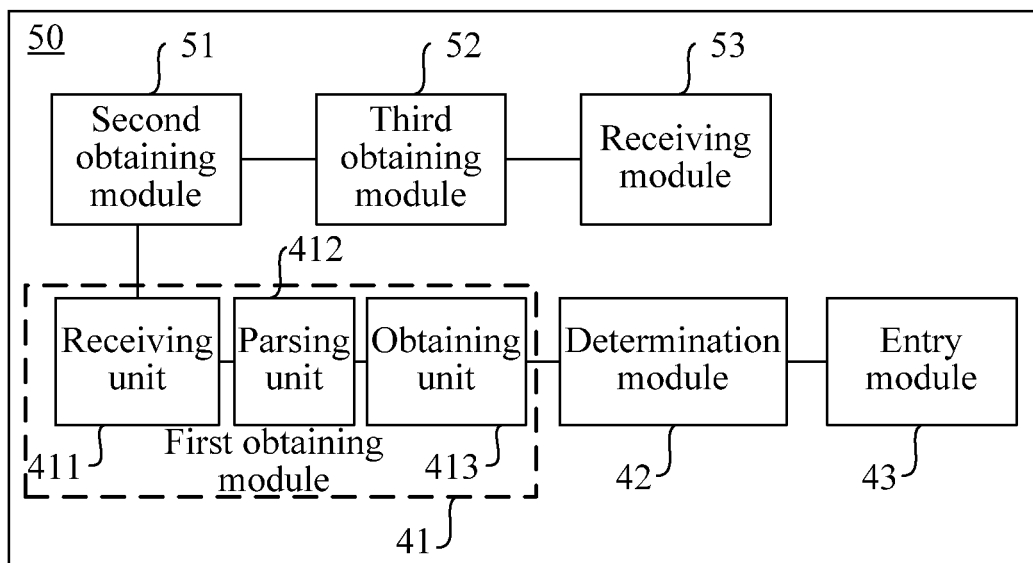 50
51
52
53
Second
obtaining
module
Third
obtaining
module
Receiving
module
412
Receiving
unit
Parsing
unit
Obtaining
unit
Determination
module
Entry
module
First obtaining
module
411
413
41
42
43